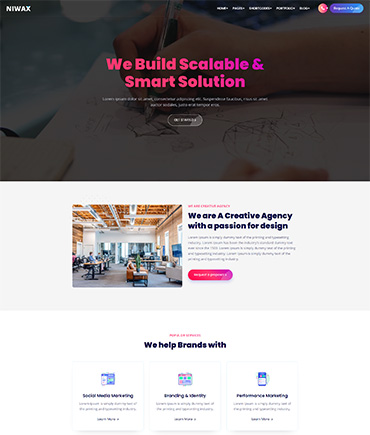 NIWAX
HOME PAGES SHORTCODES PORTFOLIO BLOG Request A Quote
We Build Scalable &
Smart Solution
Lorem ipsum dolor sit amet, consectetur adipiscing elit. Suspendisse faucibus, risus sit amet
auctor sodales, justo erat tempor eros.
GET STARTED
WE ARE CREATIVE AGENCY
We are A Creative Agency
with a passion for design
Lorem Ipsum is simply dummy text of the printing and typesetting
industry. Lorem Ipsum has been the industry's standard dummy text
ever since the 1500s. Lorem Ipsum is simply dummy text of the printing
and typesetting industry. Lorem Ipsum is simply dummy text of the
printing and typesetting industry.
We help Brands with
Social Media Marketing
Lorem Ipsum is simply dummy text of
the printing and typesetting industry.
Learn More
Branding & Identity
Lorem Ipsum is simply dummy text of
the printing and typesetting industry.
Learn More
Performance Marketing
Lorem Ipsum is simply dummy text of
the printing and typesetting industry.
Learn More